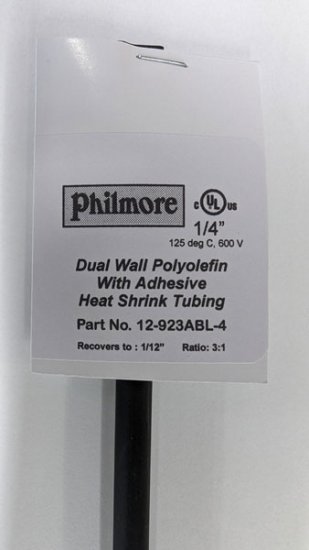 Philmore
c UL us
1/4"
125 deg C, 600 V
Dual Wall Polyolefin
With Adhesive
Heat Shrink Tubing
Part No. 12-923ABL-4
Recovers to : 1/12" Ratio: 3:1